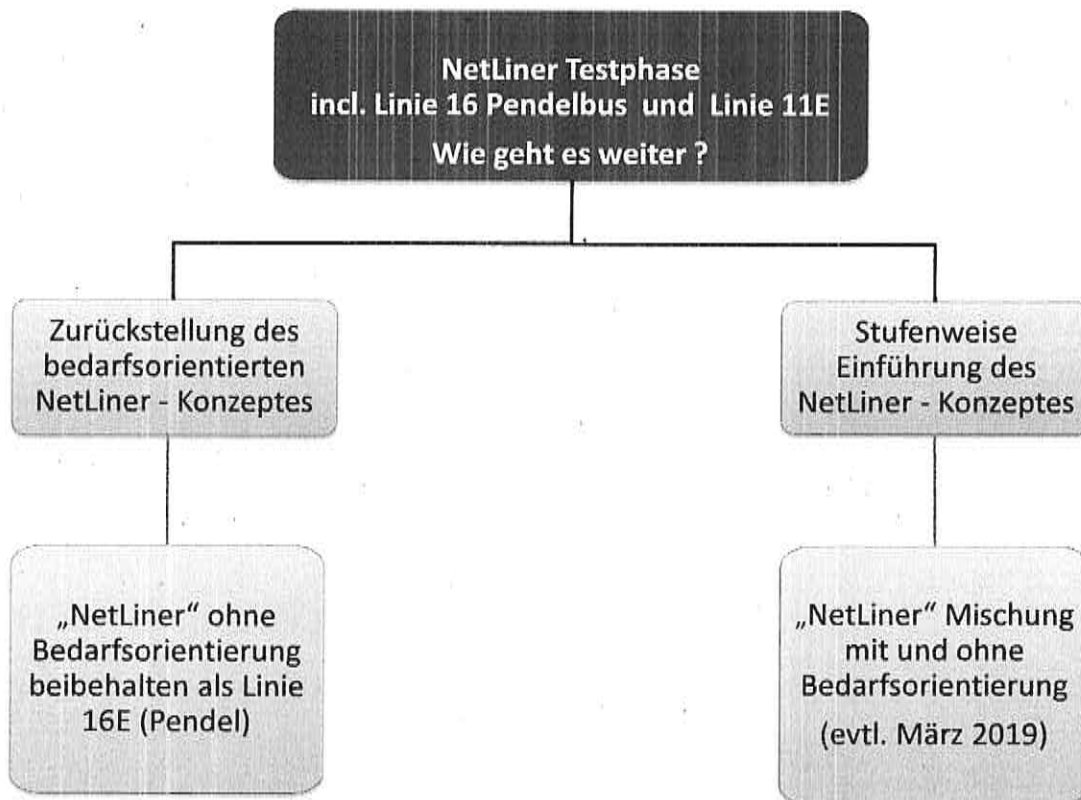 NetLiner Testphase
incl. Linie 16 Pendelbus und Linie 11E
Wie geht es weiter ?
Zurückstellung des
bedarfsorientierten
NetLiner - Konzeptes
„NetLiner“ ohne
Bedarfsorientierung
beibehalten als Linie
16E (Pendel)
Stufenweise
Einführung des
NetLiner - Konzeptes
„NetLiner“ Mischung
mit und ohne
Bedarfsorientierung
(evtl. März 2019)